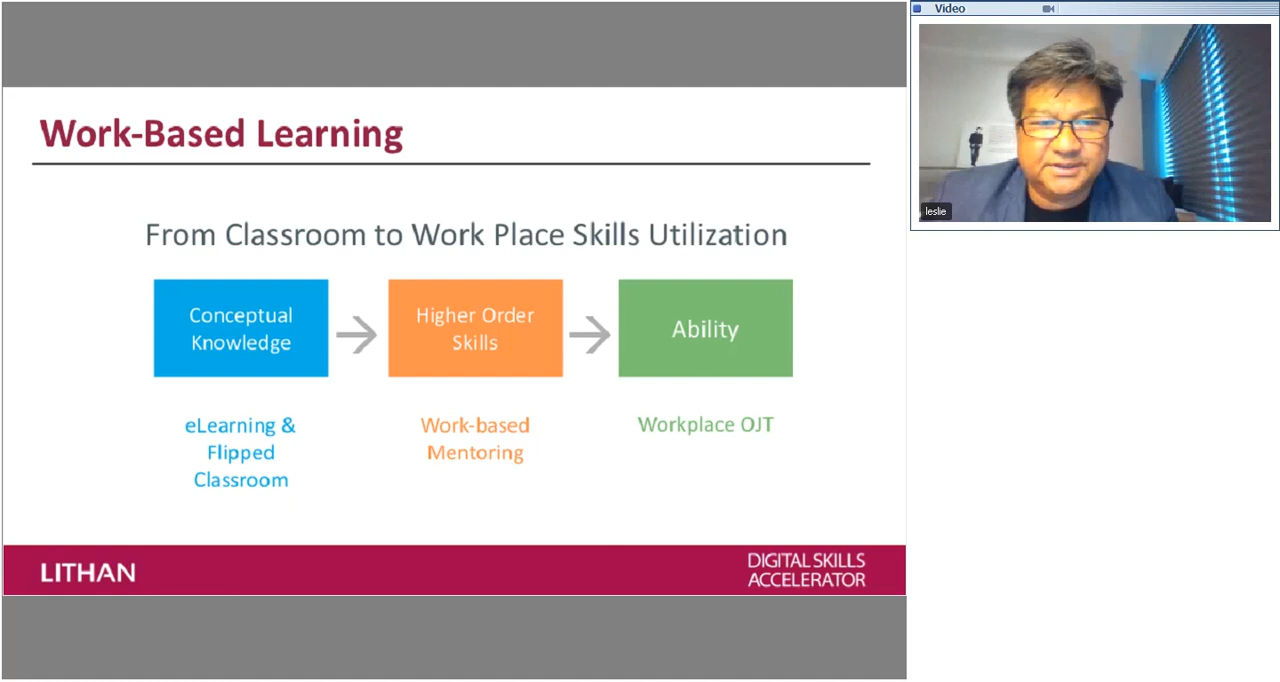 Work-Based Learning
From Classroom to Work Place Skills Utilization
Conceptual
Knowledge
Higher Order
Skills
Ability
eLearning &
Flipped
Classroom
Work-based
Mentoring
Workplace OJT
LITHAN
DIGITAL SKILLS
ACCELERATOR
Video
leslie